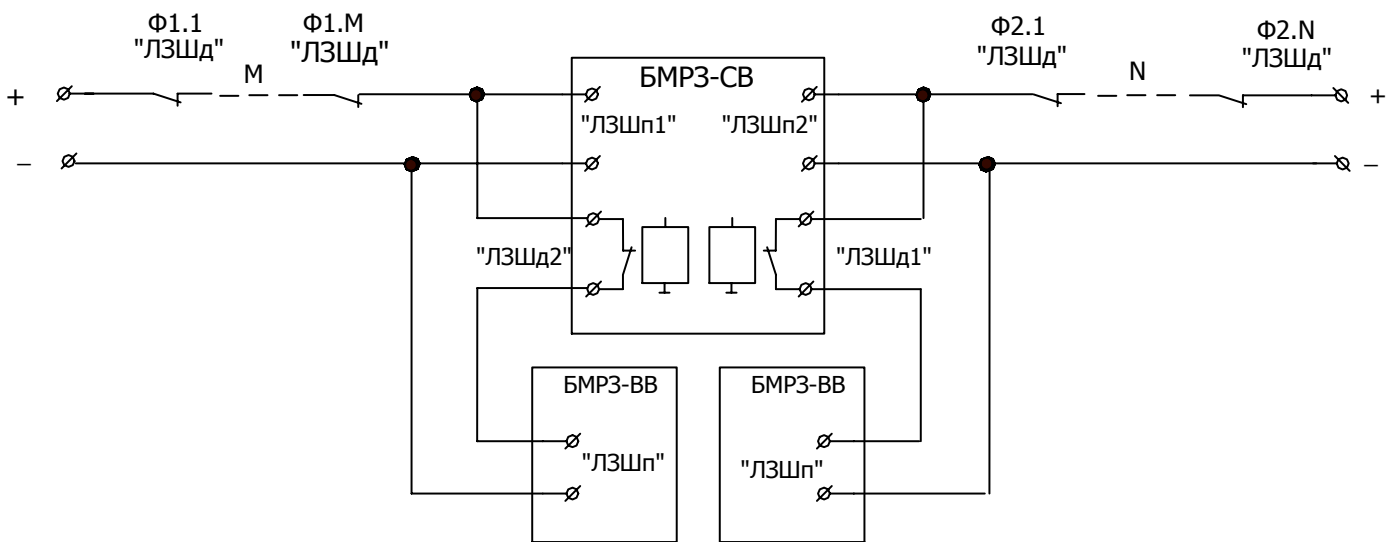 Ф1.1
"ЛЗШд"
Ф1.М
"ЛЗШд"
М
Ф2.1
"ЛЗШд"
N
Ф2.N
"ЛЗШд"
БМРЗ-СВ
+
+
"ЛЗШп1"
"ЛЗШп2"
–
–
"ЛЗШд2"
"ЛЗШд1"
БМРЗ-ВВ
БМРЗ-ВВ
"ЛЗШп"
"ЛЗШп"